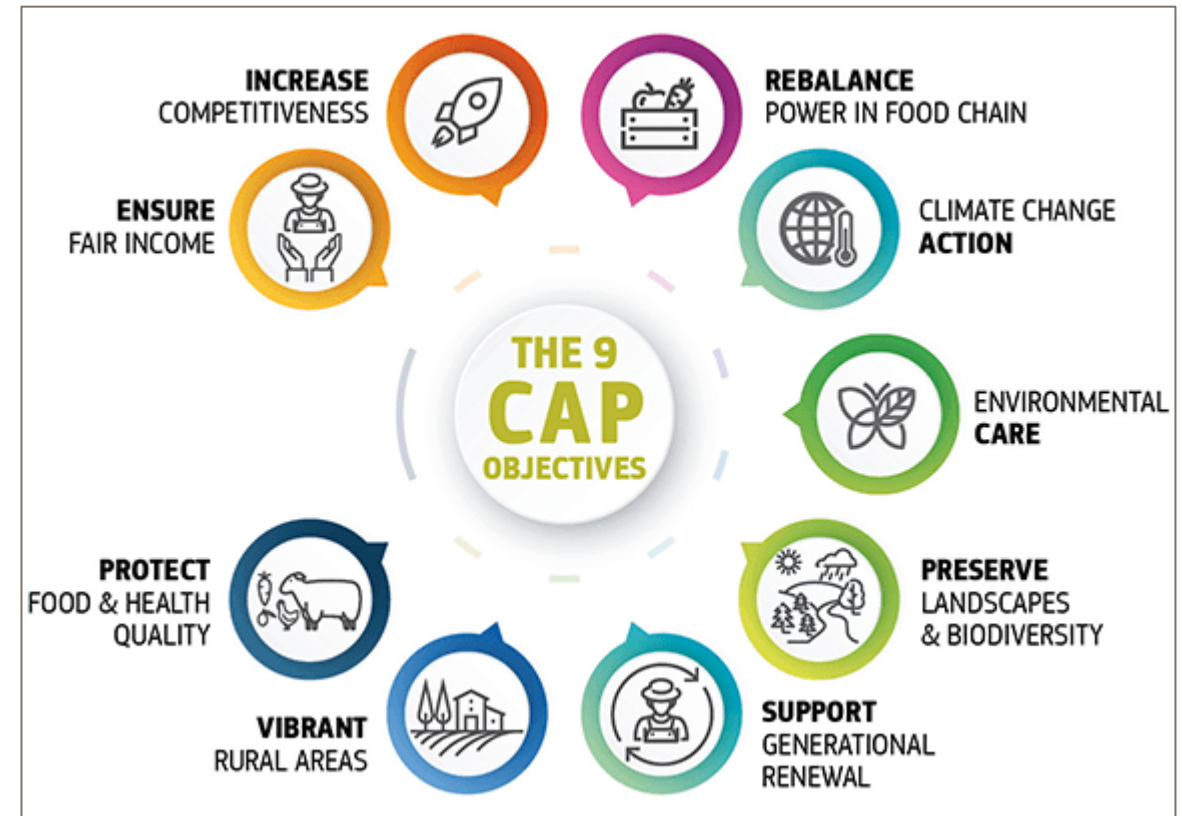 INCREASE
COMPETITIVENESS
REBALANCE
POWER IN FOOD CHAIN
ENSURE
FAIR INCOME
CLIMATE CHANGE
ACTION
THE 9
CAP
OBJECTIVES
ENVIRONMENTAL
CARE
PROTECT
FOOD & HEALTH
QUALITY
PRESERVE
LANDSCAPES
& BIODIVERSITY
VIBRANT
RURAL AREAS
SUPPORT
GENERATIONAL
RENEWAL